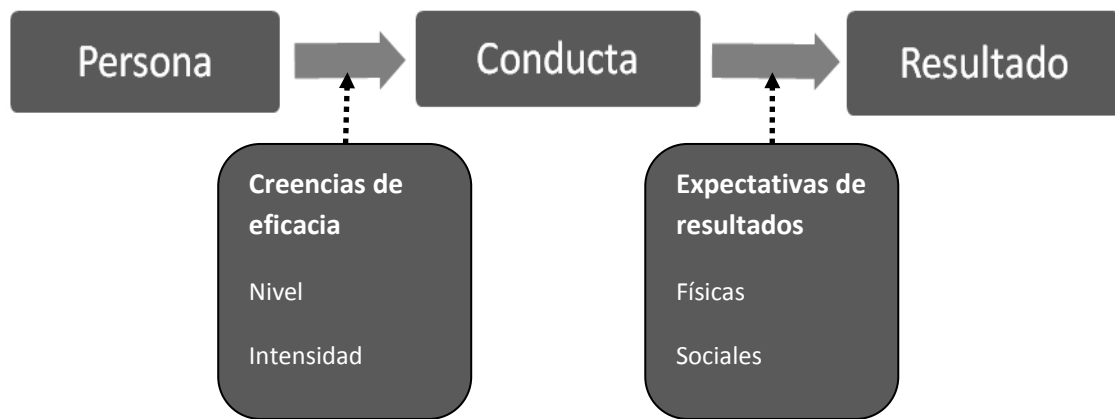 Persona
Conducta
Resultado
Creencias de
eficacia
Nivel
Intensidad
Expectativas de
resultados
Físicas
Sociales